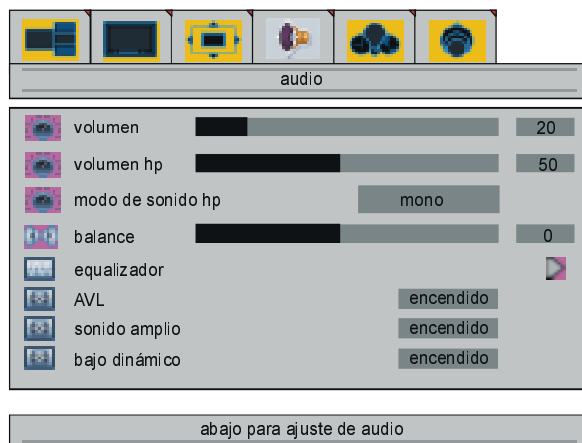 audio
volumen 20
volumen hp 50
modo de sonido hp mono
balance 0
equalizador
AVL encendido
sonido amplio encendido
bajo dinámico encendido
abajo para ajuste de audio